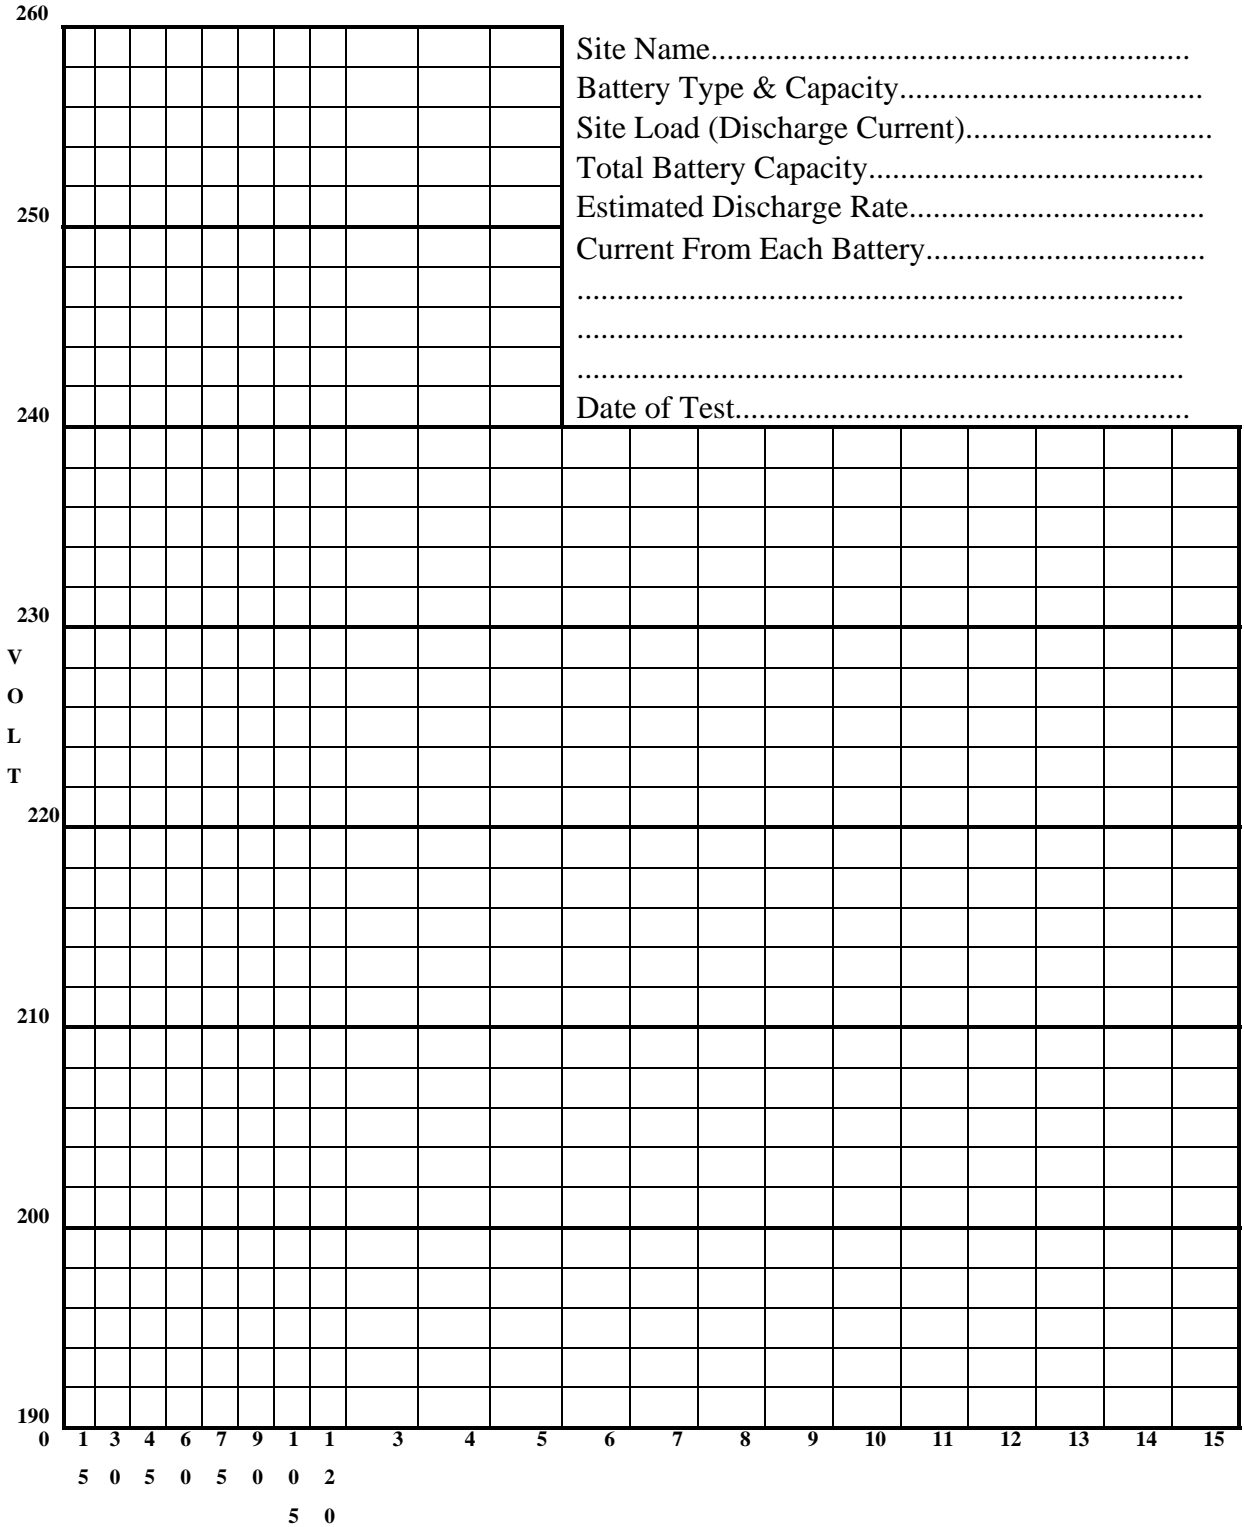 260
Site Name............................................................
Battery Type & Capacity......................................
Site Load (Discharge Current)...............................
Total Battery Capacity..........................................
250
Estimated Discharge Rate.....................................
Current From Each Battery...................................
............................................................................
............................................................................
............................................................................
240
Date of Test.........................................................
230
V
O
L
T
220
210
200
190
0 1 3 4 6 7 9 1 1 3 4 5 6 7 8 9 10 11 12 13 14 15
5 0 5 0 5 0 0 2
5 0